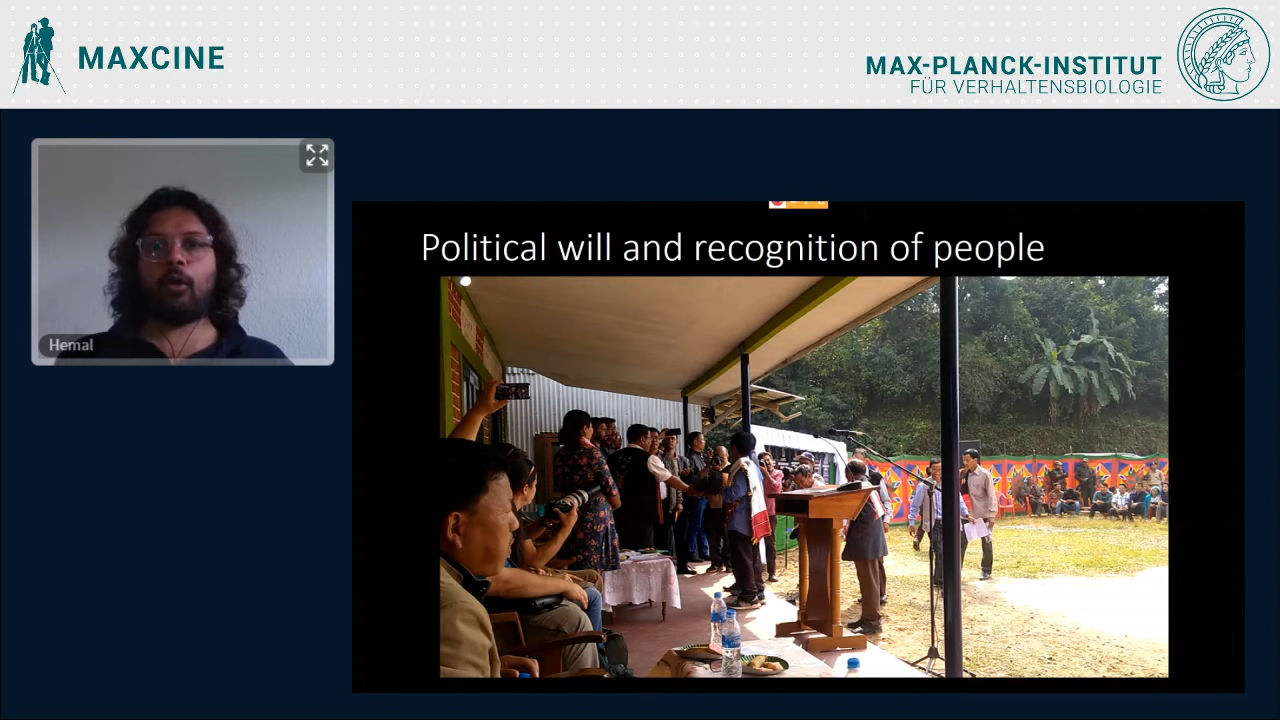 MAXCINE
MAX-PLANCK-INSTITUT
FÜR VERHALTENSBIOLOGIE
Hemal
Political will and recognition of people